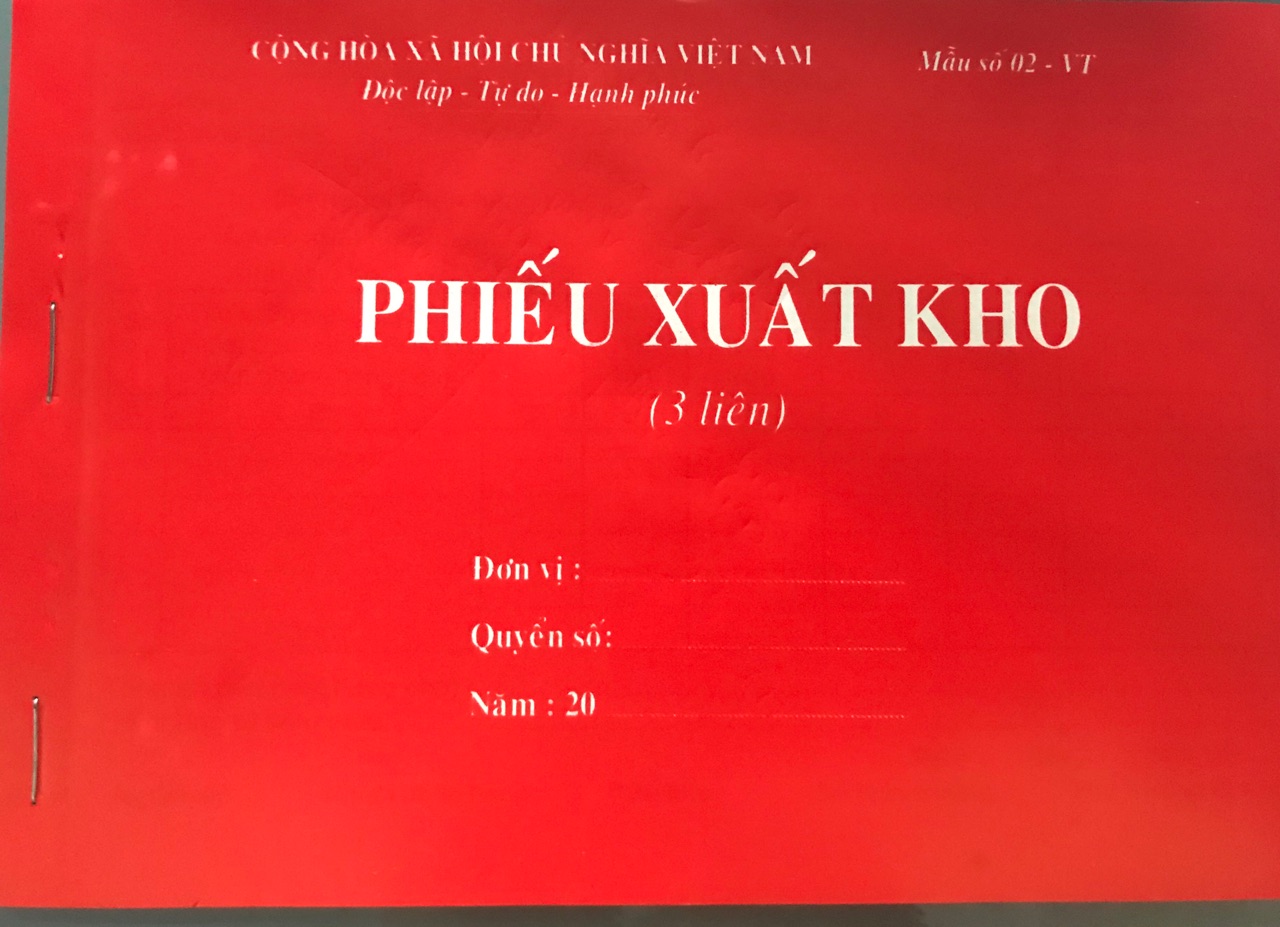 CỘNG HÒA XÃ HỘI CHỦ NGHĨA VIỆT NAM
Mẫu số 02 - VT
Độc lập - Tự do - Hạnh phúc
PHIẾU XUẤT KHO
(3 liên)
Đơn vị :
Quyển số:
Năm : 20